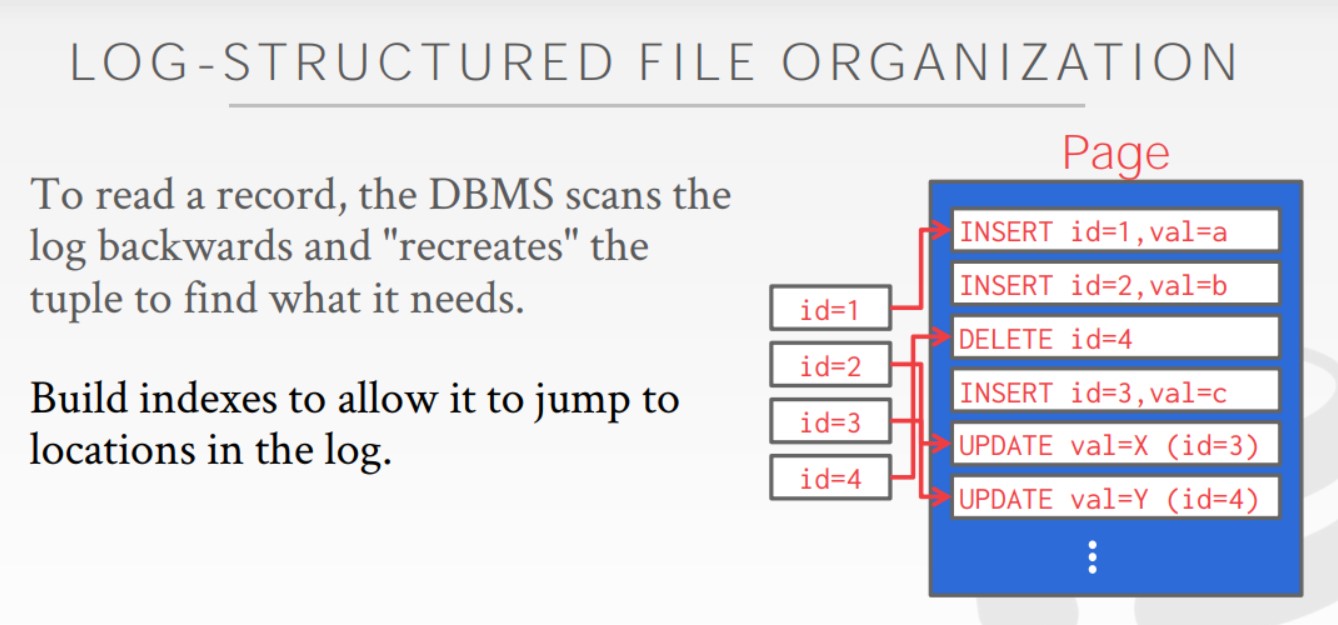 LOG-STRUCTURED FILE ORGANIZATION
To read a record, the DBMS scans the
log backwards and "recreates" the
tuple to find what it needs.
Build indexes to allow it to jump to
locations in the log.
id=1
id=2
id=3
id=4
Page
INSERT id=1,val=a
INSERT id=2,val=b
DELETE id=4
INSERT id=3,val=c
UPDATE val=X (id=3)
UPDATE val=Y (id=4)